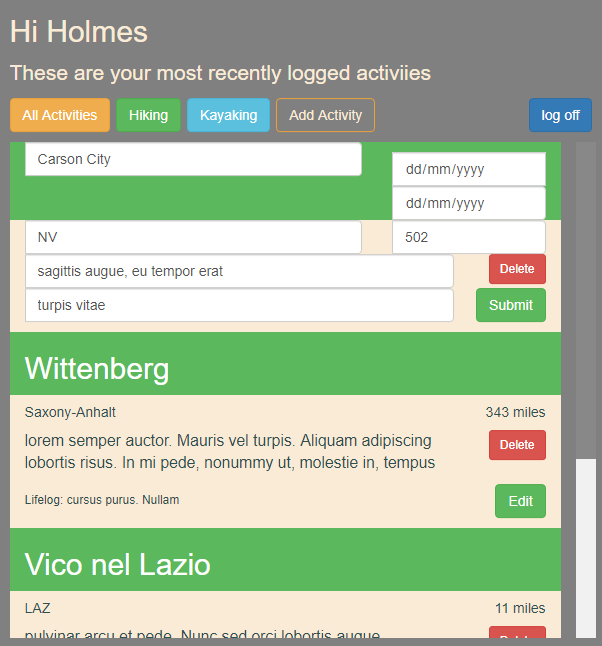 Hi Holmes
These are your most recently logged activiies
All Activities Hiking Kayaking Add Activity log off
Carson City
dd/mm/yyyy
dd/mm/yyyy
NV 502
sagittis augue, eu tempor erat Delete
turpis vitae Submit
Wittenberg
Saxony-Anhalt 343 miles
lorem semper auctor. Mauris vel turpis. Aliquam adipiscing Delete
lobortis risus. In mi pede, nonummy ut, molestie in, tempus
Lifelog: cursus purus. Nullam Edit
Vico nel Lazio
LAZ 11 miles
pulvinar arcu et pede. Nunc sed orci lobortis augue